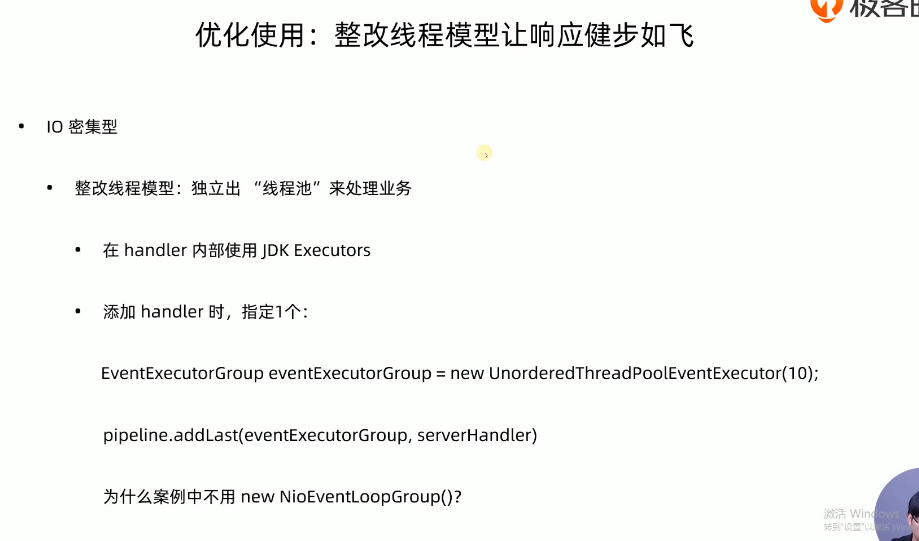 极客时
优化使用：整改线程模型让响应健步如飞
• IO 密集型
• 整改线程模型：独立出 “线程池” 来处理业务
• 在 handler 内部使用 JDK Executors
• 添加 handler 时，指定1个：
EventExecutorGroup eventExecutorGroup = new UnorderedThreadPoolEventExecutor(10);
pipeline.addLast(eventExecutorGroup, serverHandler)
为什么案例中不用 new NioEventLoopGroup()？
激活 Windows
转到“设置”以激活 Win